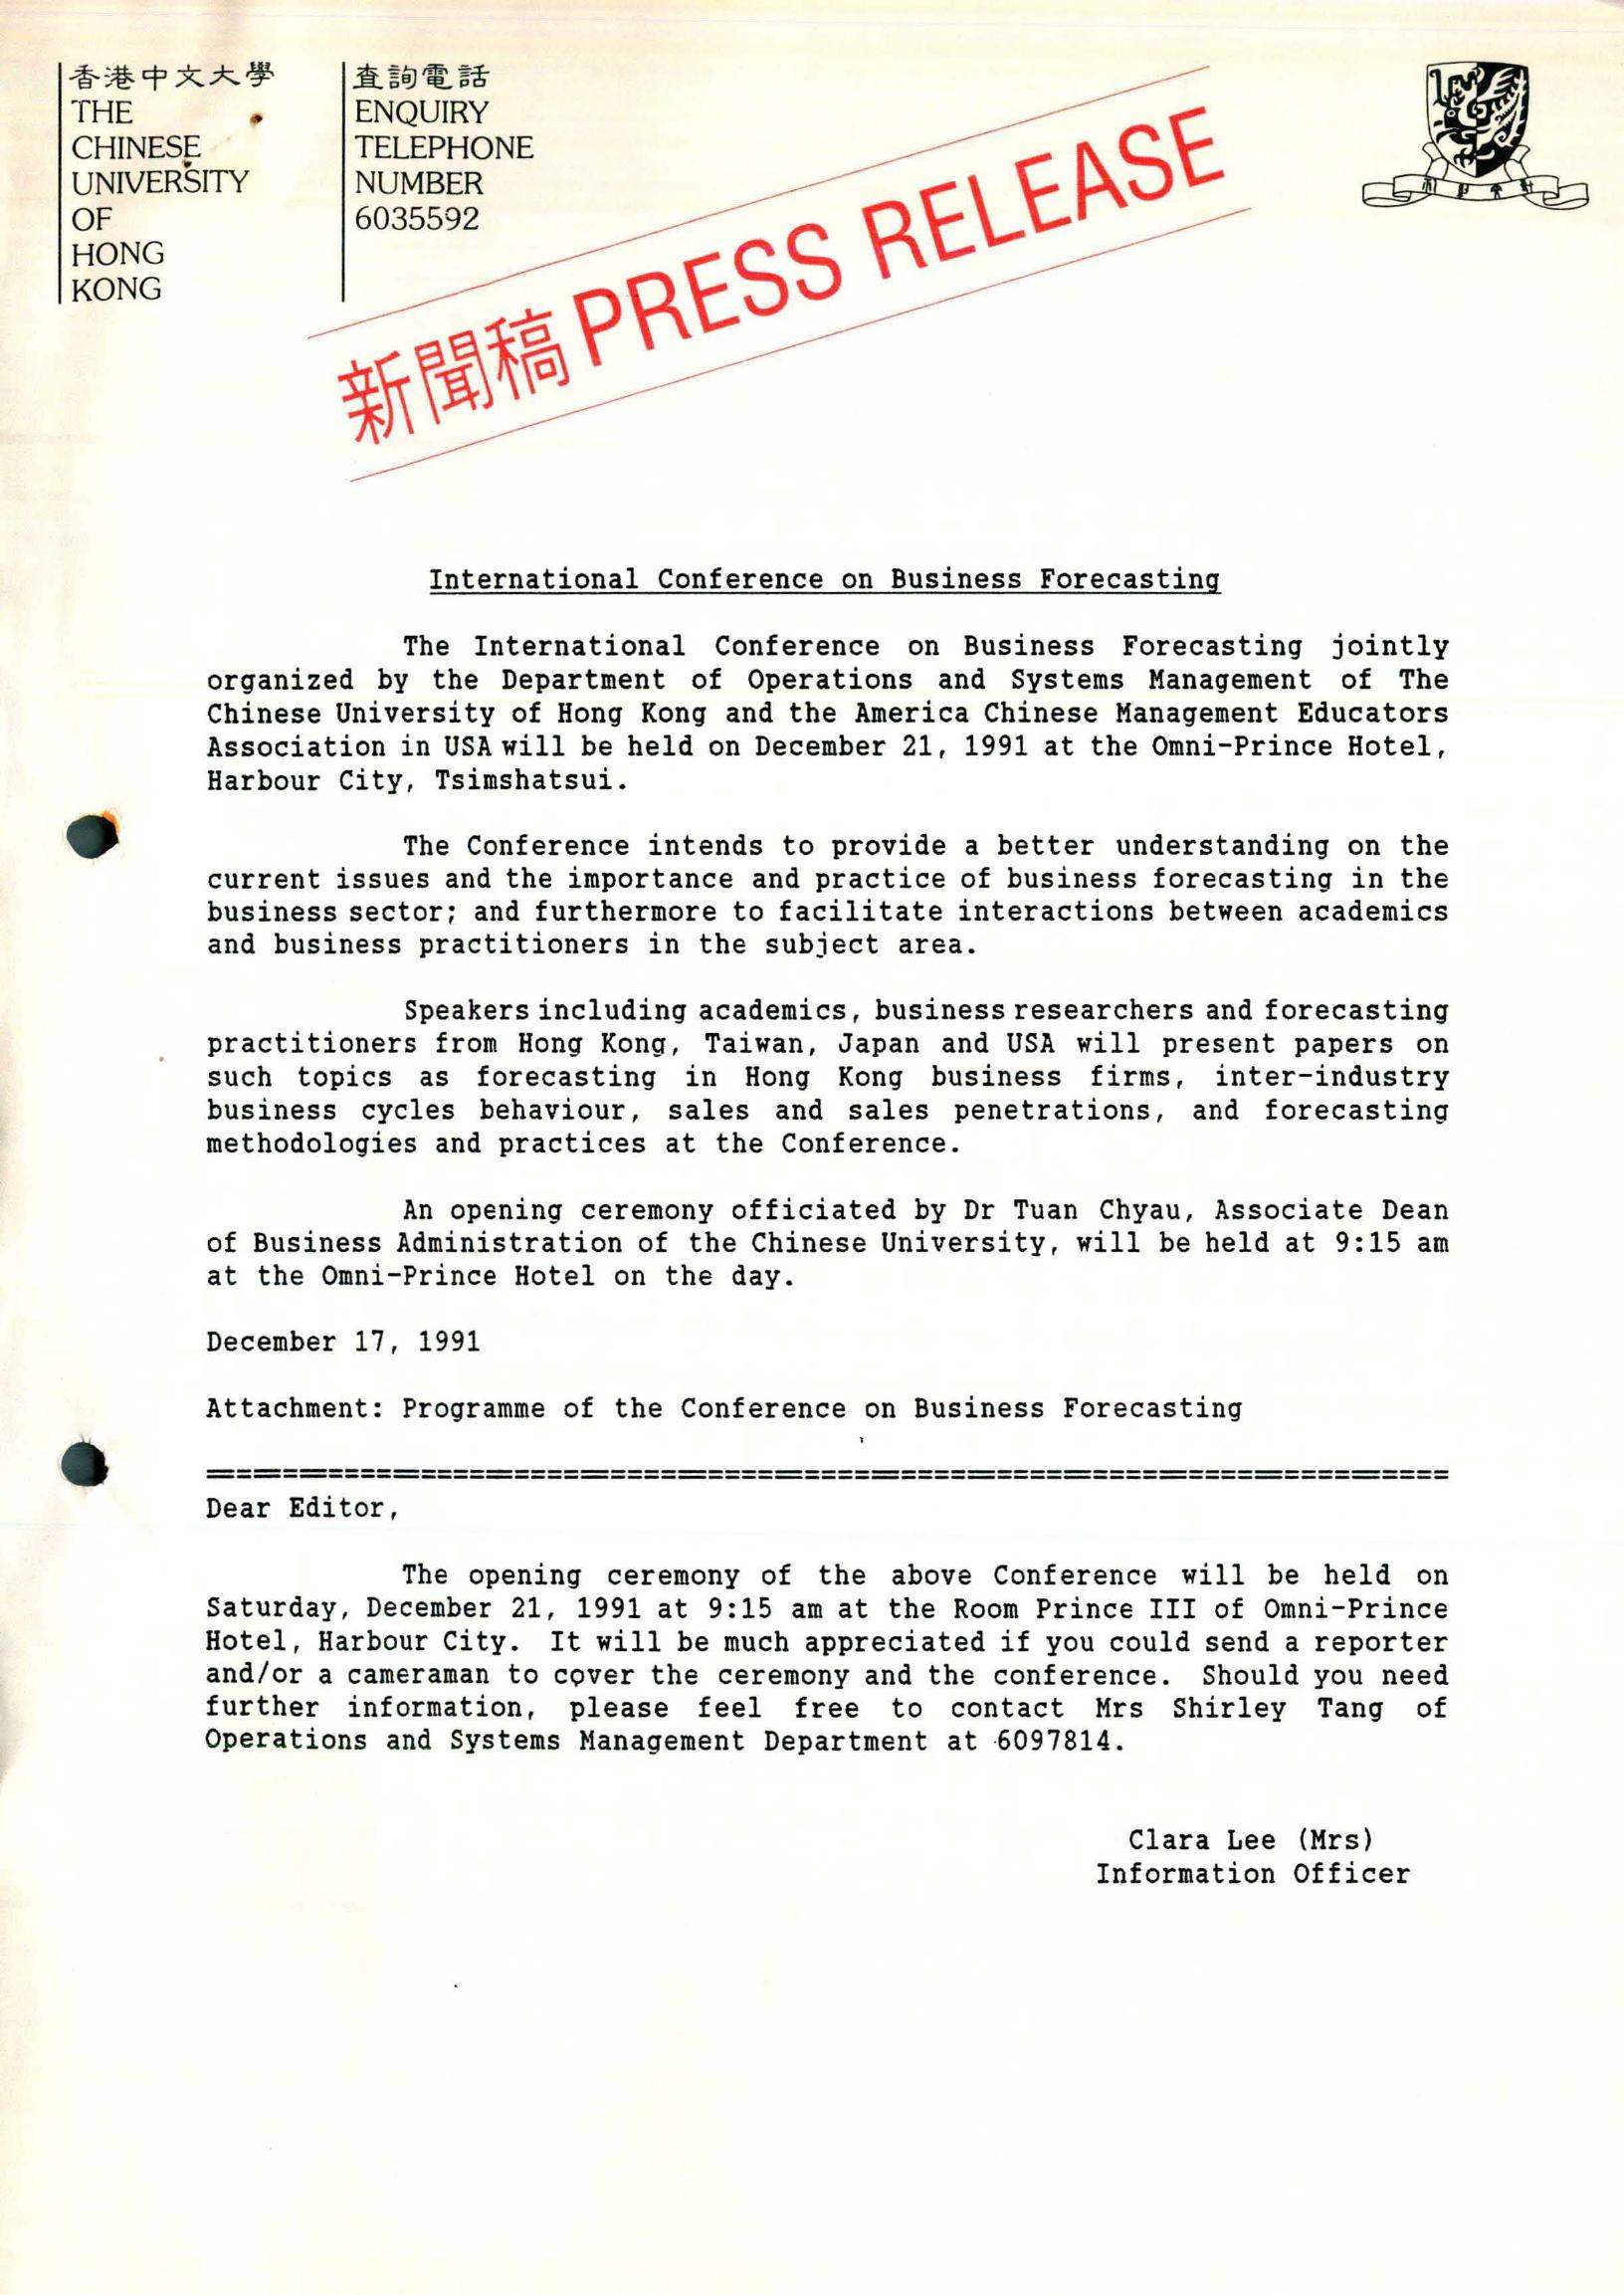 香港中文大學
THE
CHINESE
UNIVERSITY
OF
HONG
KONG
查詢電話
ENQUIRY
TELEPHONE
NUMBER
6035592
新聞稿 PRESS RELEASE
International Conference on Business Forecasting
The International Conference on Business Forecasting jointly
organized by the Department of Operations and Systems Management of The
Chinese University of Hong Kong and the America Chinese Management Educators
Association in USA will be held on December 21, 1991 at the Omni-Prince Hotel,
Harbour City, Tsimshatsui.
The Conference intends to provide a better understanding on the
current issues and the importance and practice of business forecasting in the
business sector; and furthermore to facilitate interactions between academics
and business practitioners in the subject area.
Speakers including academics, business researchers and forecasting
practitioners from Hong Kong, Taiwan, Japan and USA will present papers on
such topics as forecasting in Hong Kong business firms, inter-industry
business cycles behaviour, sales and sales penetrations, and forecasting
methodologies and practices at the Conference.
An opening ceremony officiated by Dr Tuan Chyau, Associate Dean
of Business Administration of the Chinese University, will be held at 9:15 am
at the Omni-Prince Hotel on the day.
December 17, 1991
Attachment: Programme of the Conference on Business Forecasting
Dear Editor,
The opening ceremony of the above Conference will be held on
Saturday, December 21, 1991 at 9:15 am at the Room Prince III of Omni-Prince
Hotel, Harbour City. It will be much appreciated if you could send a reporter
and/or a cameraman to cover the ceremony and the conference. Should you need
further information, please feel free to contact Mrs Shirley Tang of
Operations and Systems Management Department at 6097814.
Clara Lee (Mrs)
Information Officer